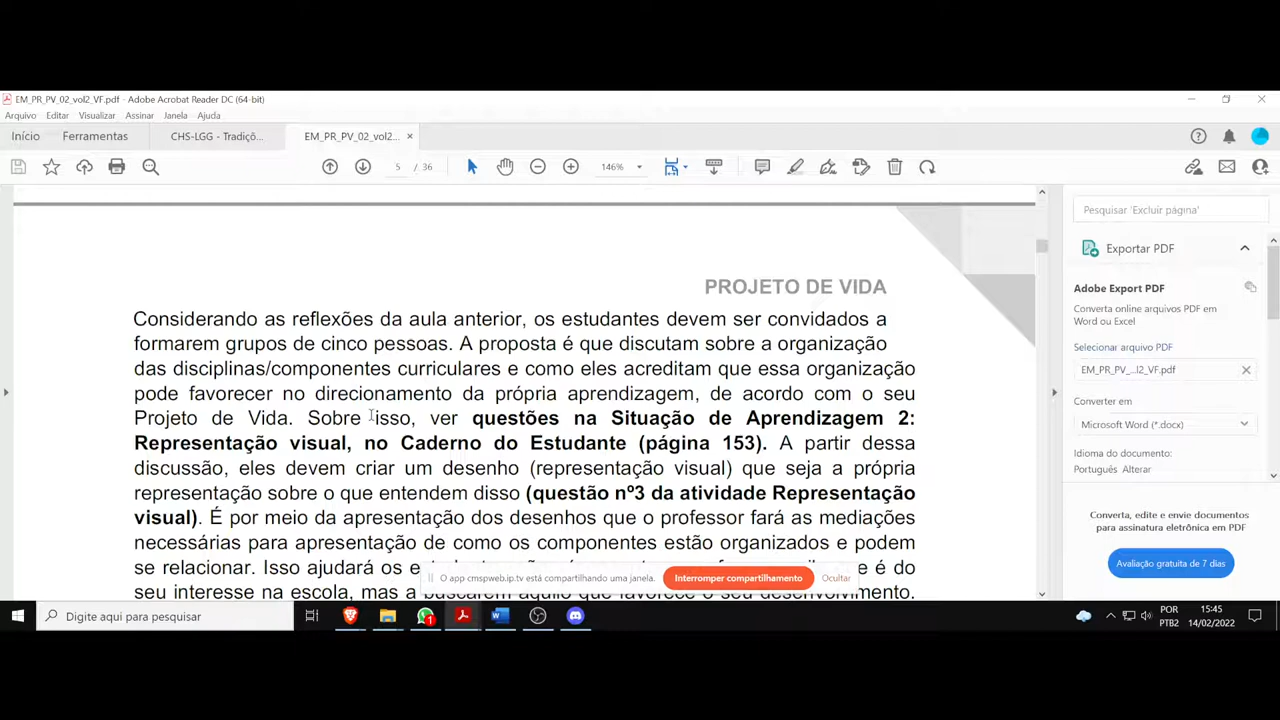 EM_PR_PV_02_vol2_VF.pdf - Adobe Acrobat Reader DC (64-bit)
Arquivo Editar Visualizar Assinar Janela Ajuda
Início Ferramentas CHS-LGG - Tradiçõ... EM_PR_PV_02_vol2...
5 / 36 146%
Pesquisar 'Excluir página'
Exportar PDF
Adobe Export PDF
Converta online arquivos PDF em
Word ou Excel
Selecionar arquivo PDF
EM_PR_PV_...l2_VF.pdf
Converter em
Microsoft Word (*.docx)
Idioma do documento:
Português Alterar
Converta, edite e envie documentos
para assinatura eletrônica em PDF
Avaliação gratuita de 7 dias
PROJETO DE VIDA
Considerando as reflexões da aula anterior, os estudantes devem ser convidados a
formarem grupos de cinco pessoas. A proposta é que discutam sobre a organização
das disciplinas/componentes curriculares e como eles acreditam que essa organização
pode favorecer no direcionamento da própria aprendizagem, de acordo com o seu
Projeto de Vida. Sobre isso, ver questões na Situação de Aprendizagem 2:
Representação visual, no Caderno do Estudante (página 153). A partir dessa
discussão, eles devem criar um desenho (representação visual) que seja a própria
representação sobre o que entendem disso (questão nº3 da atividade Representação
visual). É por meio da apresentação dos desenhos que o professor fará as mediações
necessárias para apresentação de como os componentes estão organizados e podem
se relacionar. Isso ajudará os e é do
seu interesse na escola, mas a buscarem aquilo que favorece o seu desenvolvimento.
O app cmspweb.ip.tv está compartilhando uma janela. Interromper compartilhamento Ocultar
Digite aqui para pesquisar
1
POR
PTB2
15:45
14/02/2022